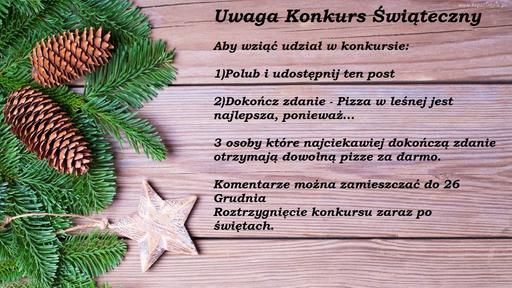 Uwaga Konkurs Świąteczny
Aby wziąć udział w konkursie:
1)Polub i udostępnij ten post
2)Dokończ zdanie - Pizza w leśnej jest
najlepsza, ponieważ...
3 osoby które najciekawiej dokończą zdanie
otrzymają dowolną pizze za darmo.
Komentarze można zamieszczać do 26
Grudnia
Roztrzygnięcie konkursu zaraz po
świętach.